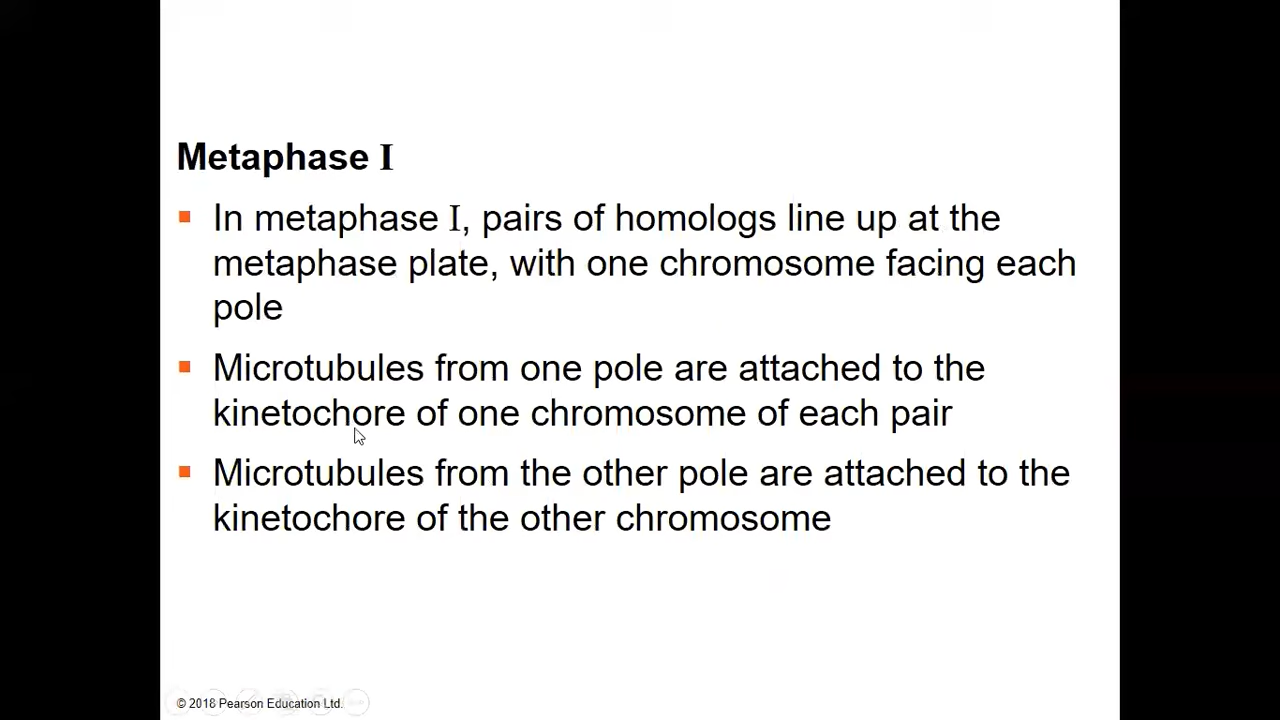 Metaphase I
▪ In metaphase I, pairs of homologs line up at the
metaphase plate, with one chromosome facing each
pole
▪ Microtubules from one pole are attached to the
kinetochore of one chromosome of each pair
▪ Microtubules from the other pole are attached to the
kinetochore of the other chromosome
© 2018 Pearson Education Ltd.